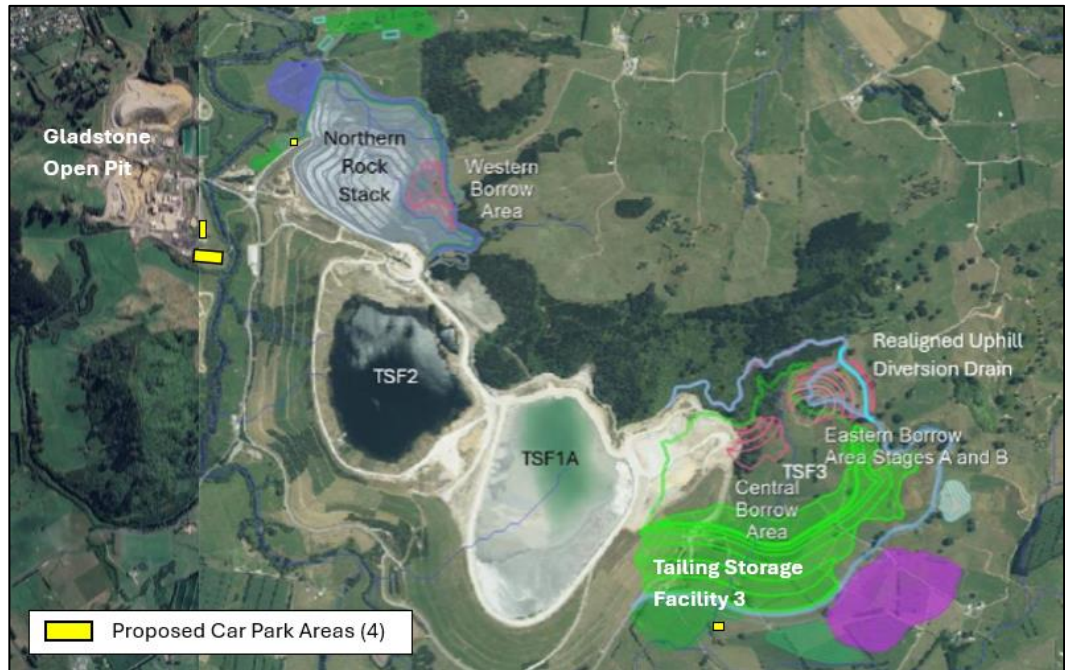 Gladstone
Open Pit
Northern
Rock
Stack
Western
Borrow
Area
TSF2
TSF1A
Realigned Uphill
Diversion Drain
Eastern Borrow
Area Stages A and B
TSF3
Central
Borrow
Area
Tailing Storage
Facility 3
Proposed Car Park Areas (4)